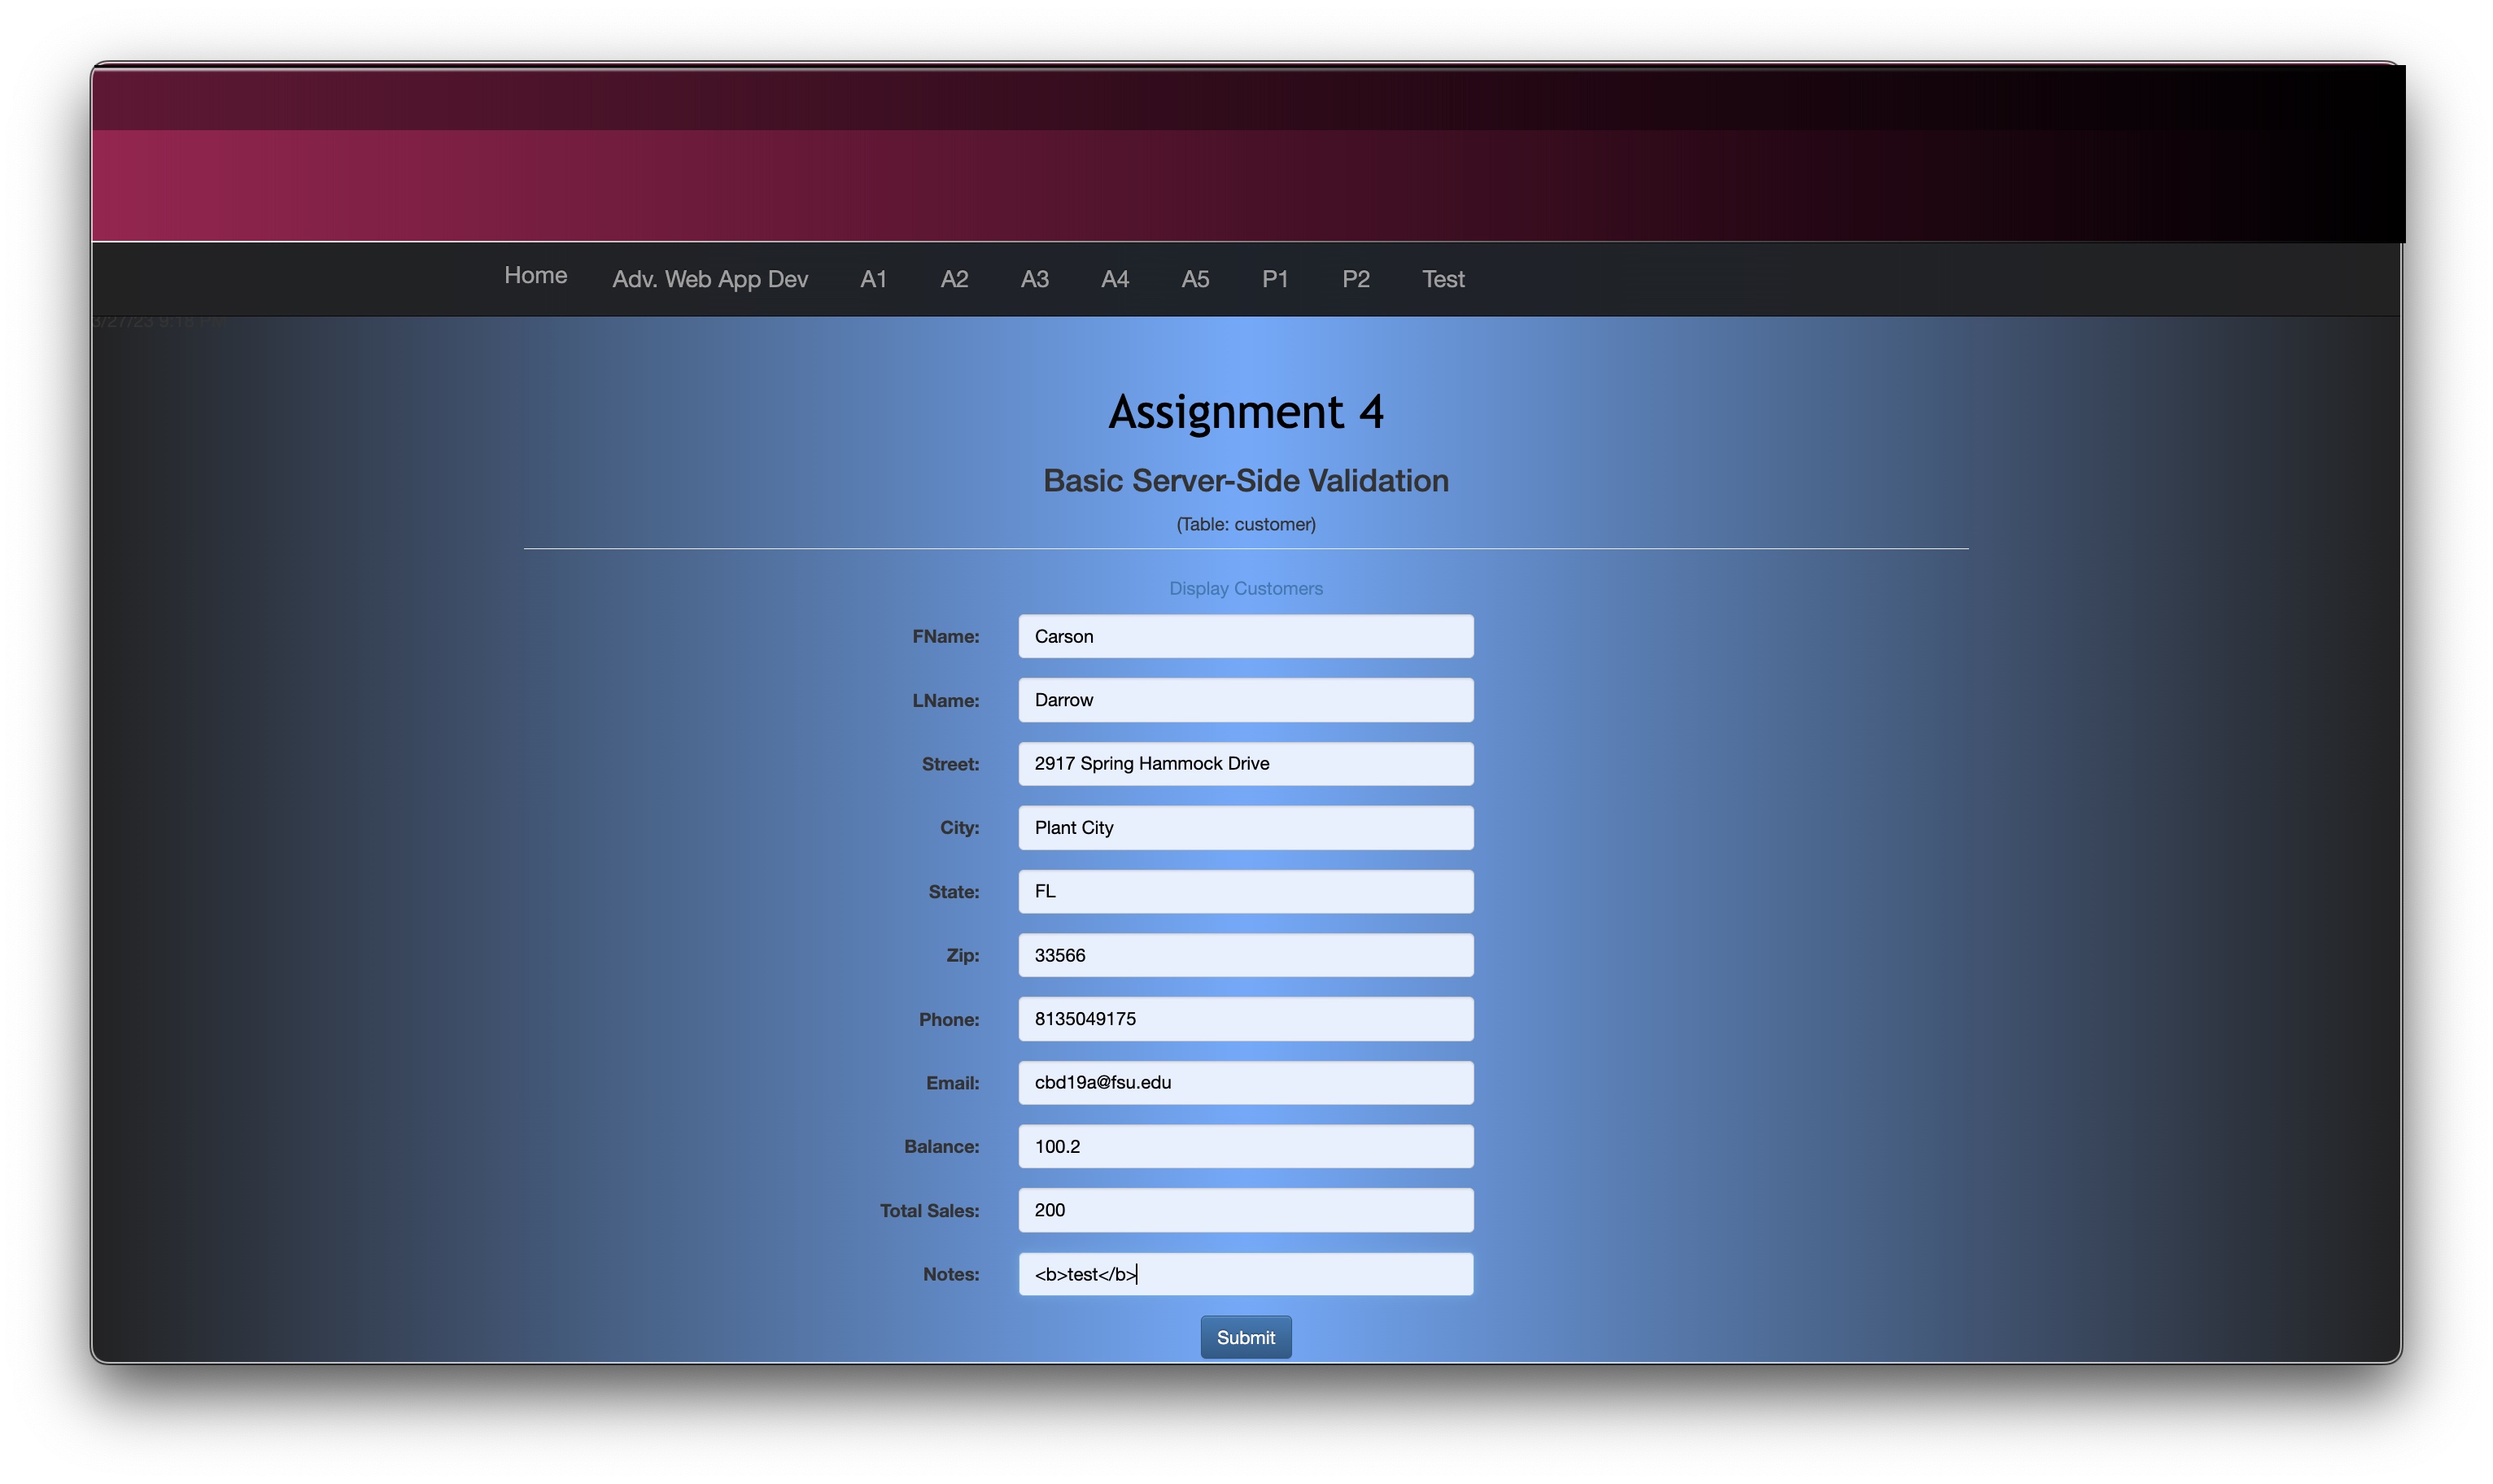 Home Adv. Web App Dev A1 A2 A3 A4 A5 P1 P2 Test
Assignment 4
Basic Server-Side Validation
(Table: customer)
Display Customers
FName: Carson
LName: Darrow
Street: 2917 Spring Hammock Drive
City: Plant City
State: FL
Zip: 33566
Phone: 8135049175
Email: cbd19a@fsu.edu
Balance: 100.2
Total Sales: 200
Notes: <b>test</b>
Submit